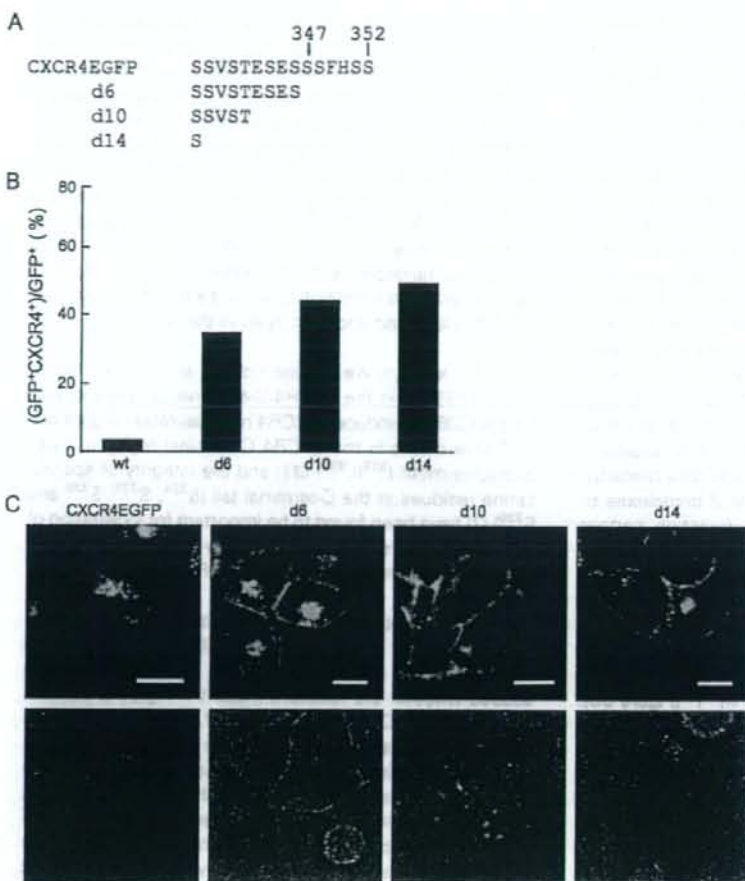 A
347 352
CXCR4EGFP SSVSTESESSSFHSS
d6 SSVSTESES
d10 SSVST
d14 S
B
(GFP⁺CXCR4⁺)/GFP⁺ (%)
80
60
40
20
0
wt d6 d10 d14
C
CXCR4EGFP d6 d10 d14